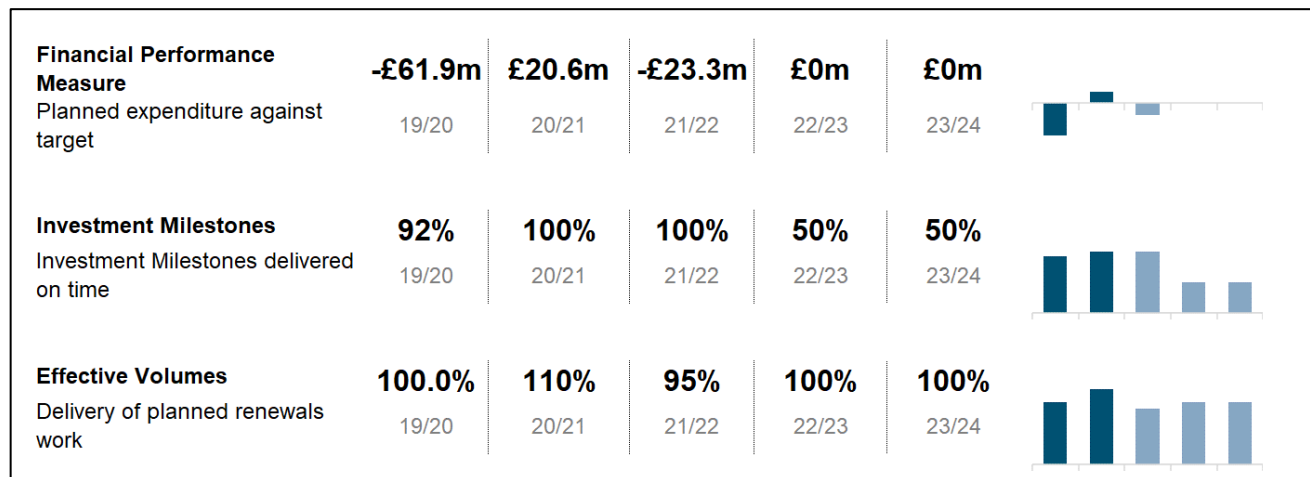 Financial Performance
Measure
Planned expenditure against
target
-£61.9m £20.6m -£23.3m £0m £0m
19/20 20/21 21/22 22/23 23/24
Investment Milestones
Investment Milestones delivered
on time
92% 100% 100% 50% 50%
19/20 20/21 21/22 22/23 23/24
Effective Volumes
Delivery of planned renewals
work
100.0% 110% 95% 100% 100%
19/20 20/21 21/22 22/23 23/24